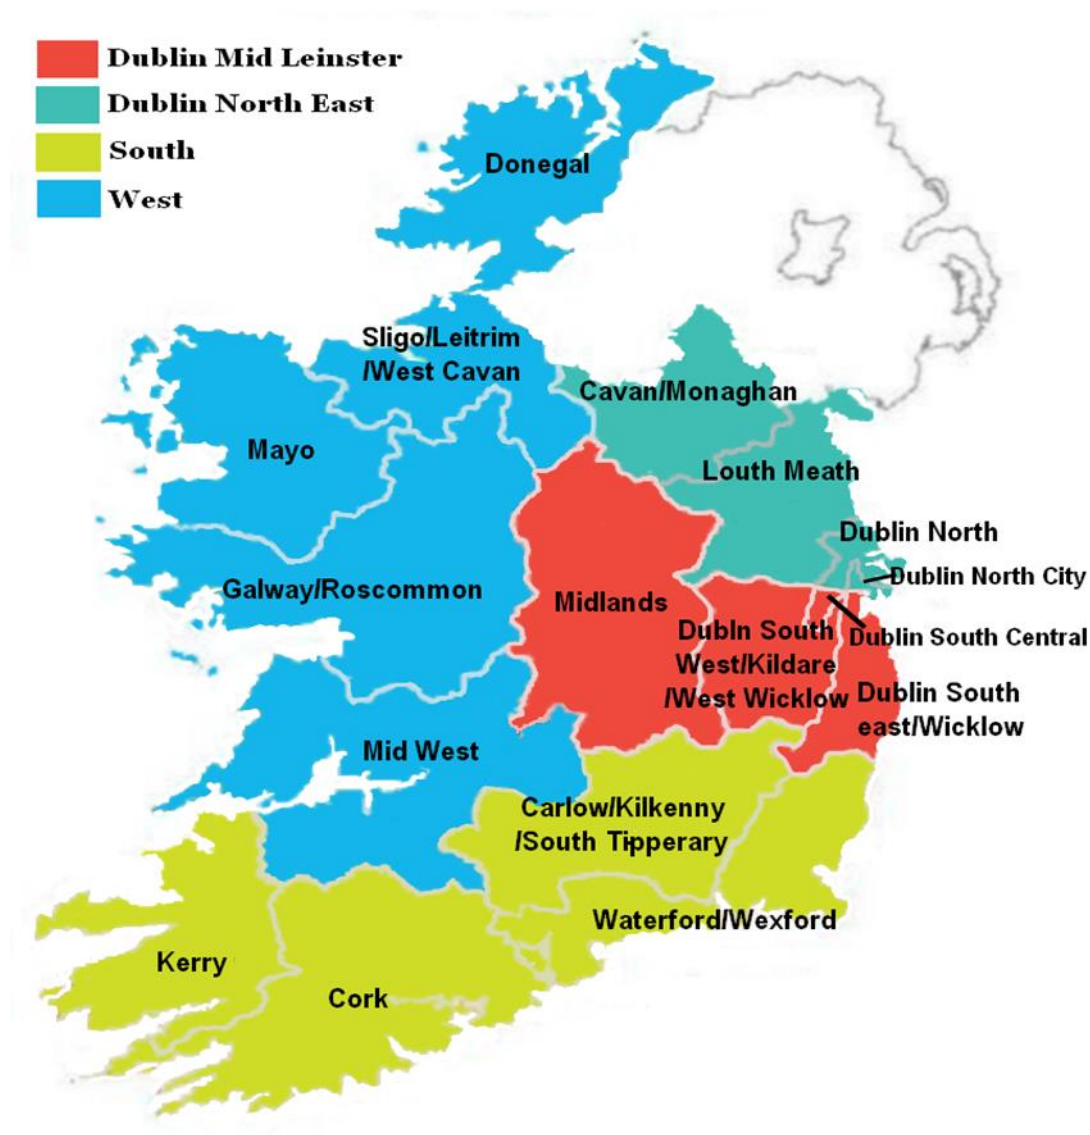 Dublin Mid Leinster
Dublin North East
South
West
Donegal
Sligo/Leitrim
/West Cavan
Cavan/Monaghan
Mayo
Louth Meath
Dublin North
Dublin North City
Galway/Roscommon
Midlands
Dubln South
West/Kildare
/West Wicklow
Dublin South Central
Dublin South
east/Wicklow
Mid West
Carlow/Kilkenny
/South Tipperary
Waterford/Wexford
Kerry
Cork